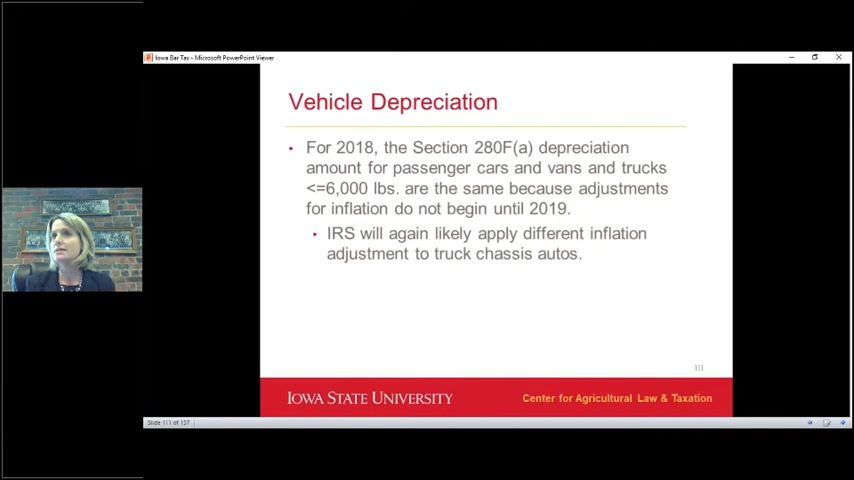 Iowa Bar Tax - Microsoft PowerPoint Viewer
Vehicle Depreciation
• For 2018, the Section 280F(a) depreciation
amount for passenger cars and vans and trucks
<=6,000 lbs. are the same because adjustments
for inflation do not begin until 2019.
• IRS will again likely apply different inflation
adjustment to truck chassis autos.
111
IOWA STATE UNIVERSITY
Center for Agricultural Law & Taxation
Slide 111 of 157